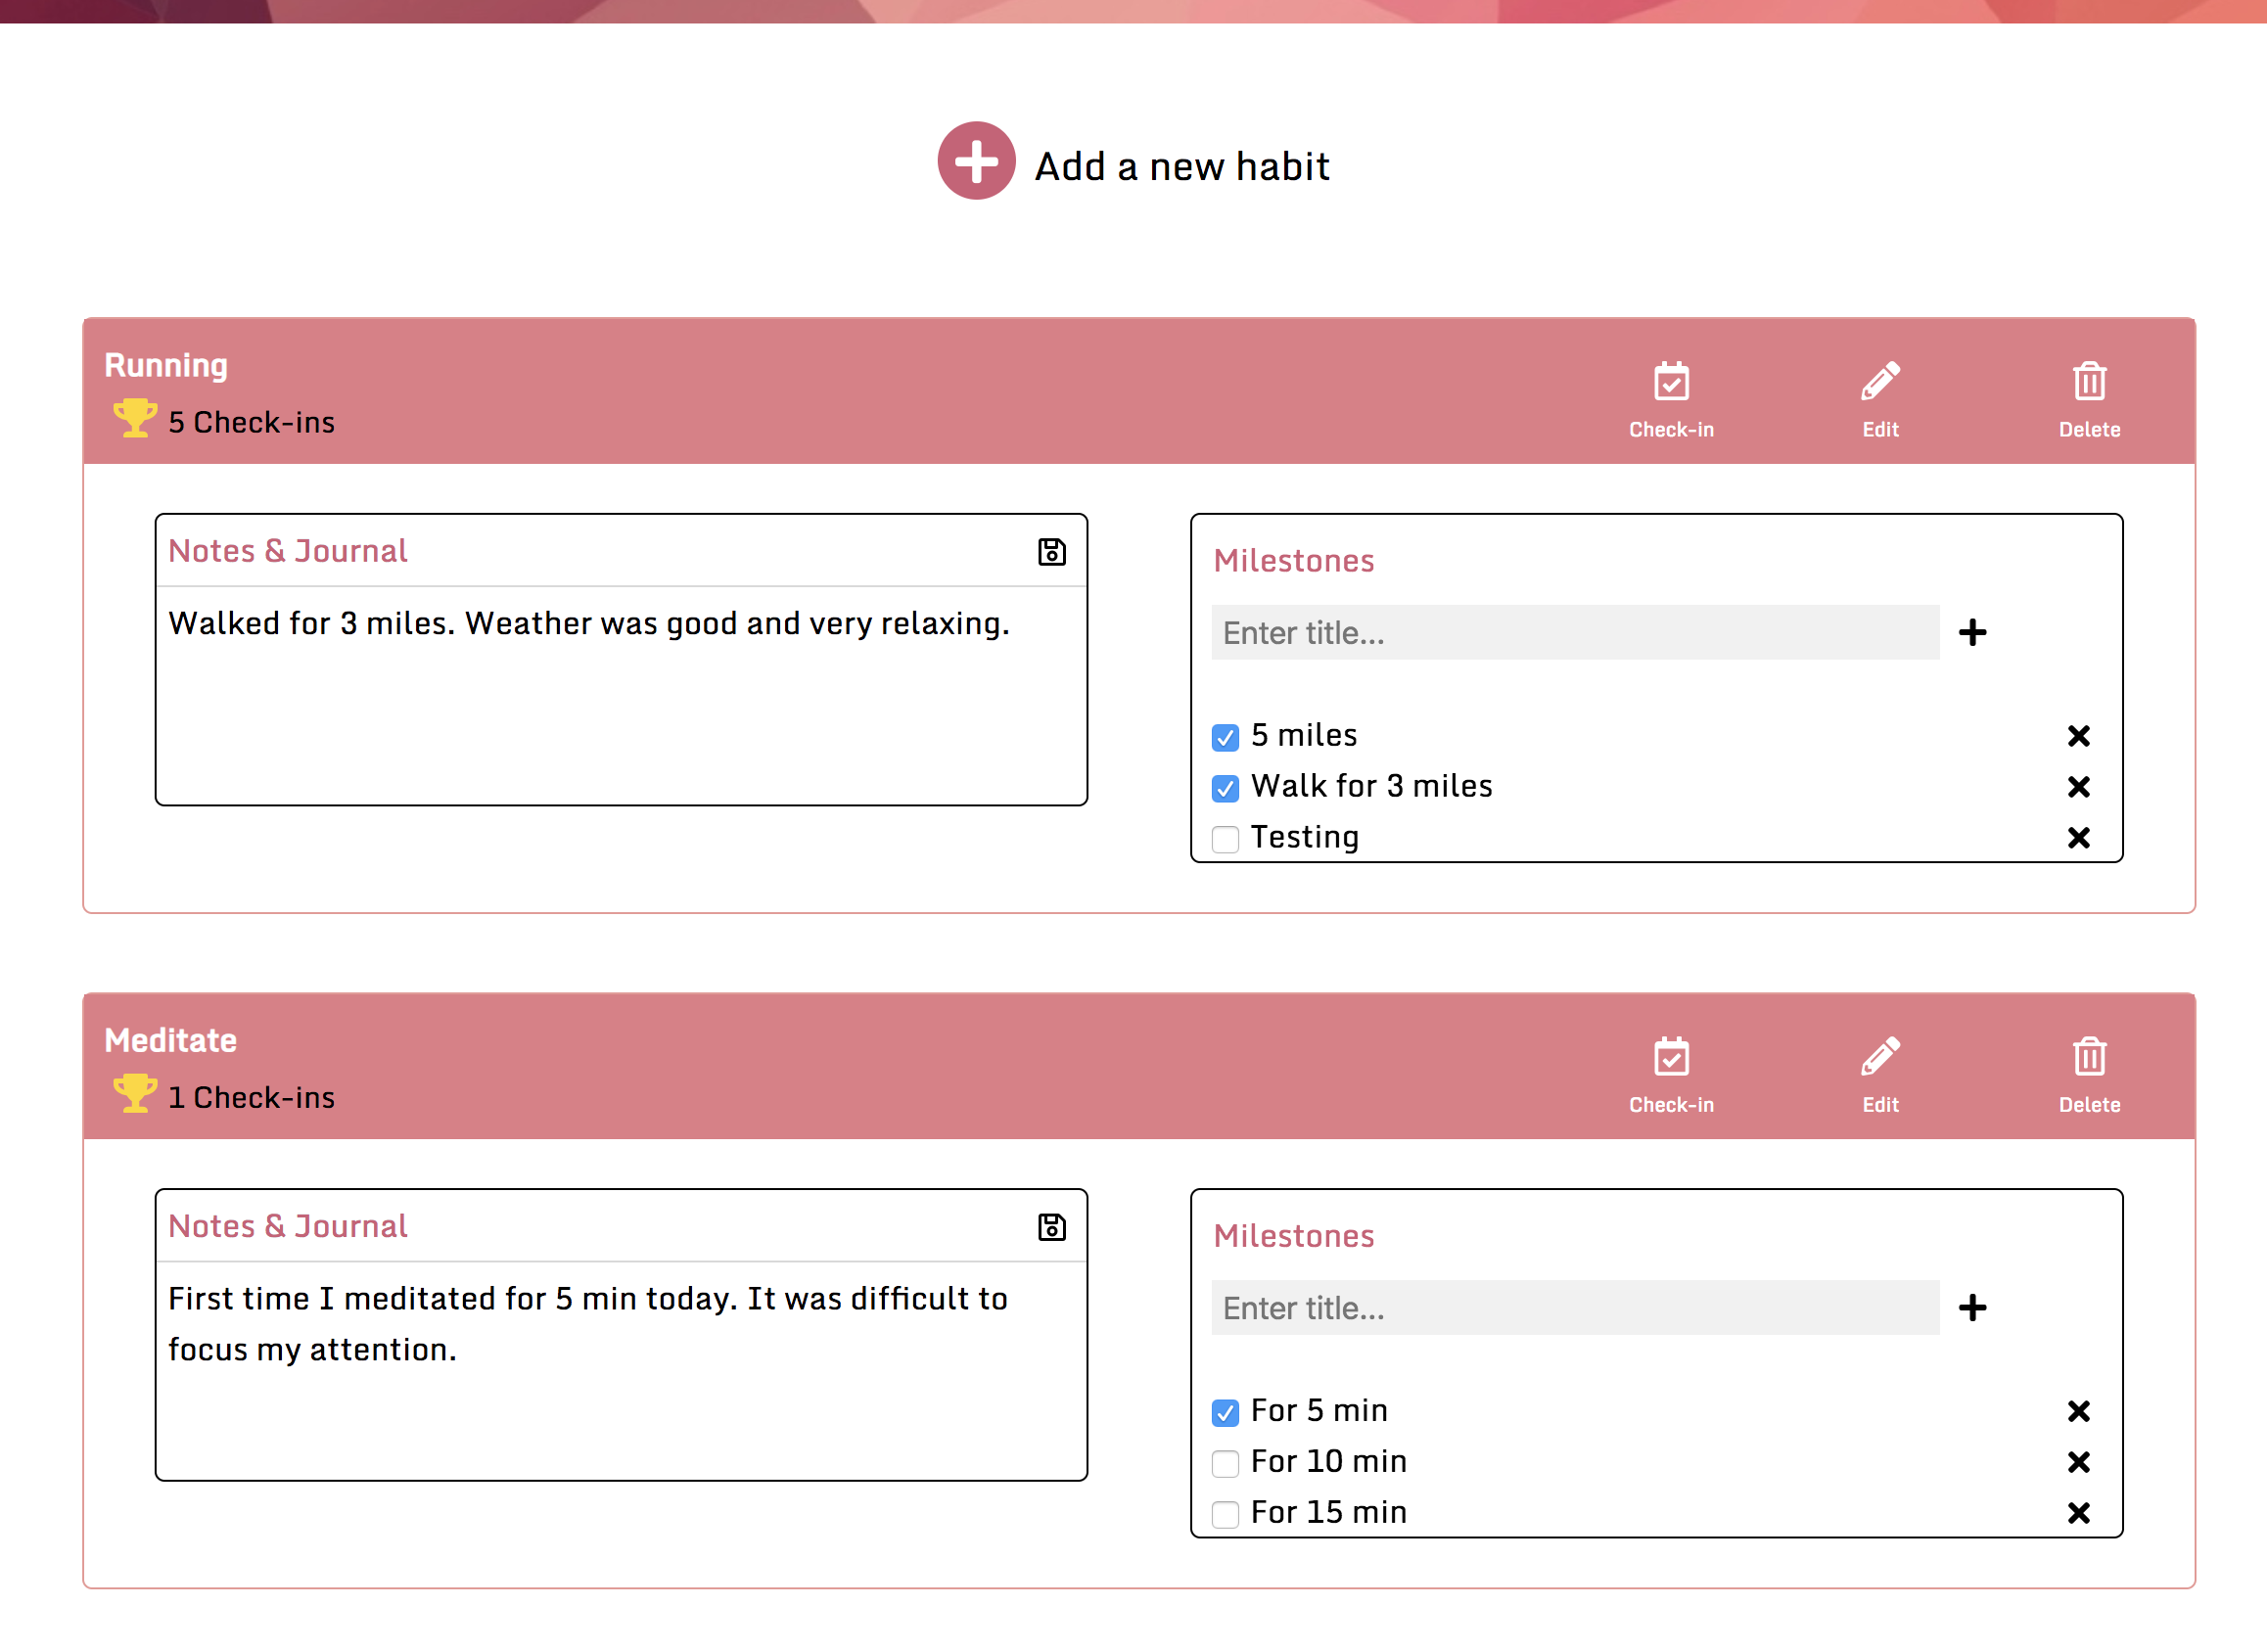 Add a new habit
Running
5 Check-ins
Check-in
Edit
Delete
Notes & Journal
Walked for 3 miles. Weather was good and very relaxing.
Milestones
Enter title...
5 miles
Walk for 3 miles
Testing
Meditate
1 Check-ins
Check-in
Edit
Delete
Notes & Journal
First time I meditated for 5 min today. It was difficult to
focus my attention.
Milestones
Enter title...
For 5 min
For 10 min
For 15 min